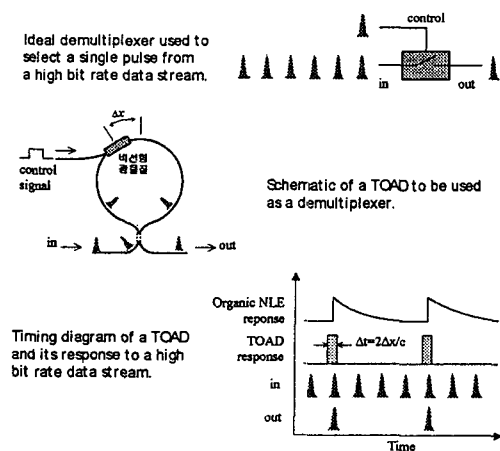 Ideal demultiplexer used to
select a single pulse from
a high bit rate data stream.
control
in
out
Δx
비선형
광물질
control
signal
in
out
Schematic of a TOAD to be used
as a demultiplexer.
Timing diagram of a TOAD
and its response to a high
bit rate data stream.
Organic NLE
reponse
TOAD
response
Δt=2Δx/c
in
out
Time